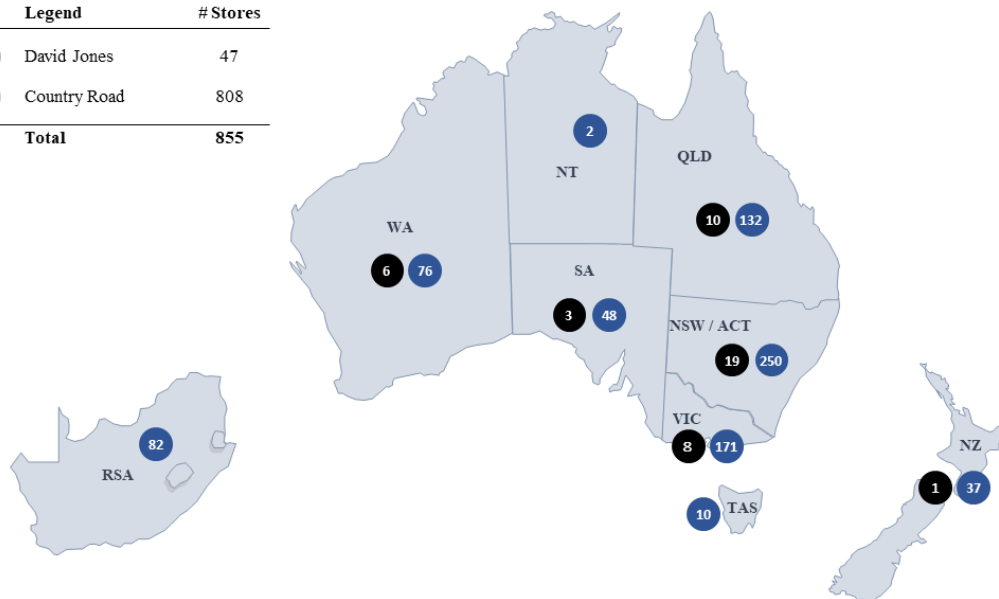 Legend # Stores
David Jones 47
Country Road 808
Total 855
2
NT
QLD
10 132
WA
6 76
SA
3 48
NSW / ACT
19 250
VIC
8 171
10 TAS
NZ
1 37
82
RSA